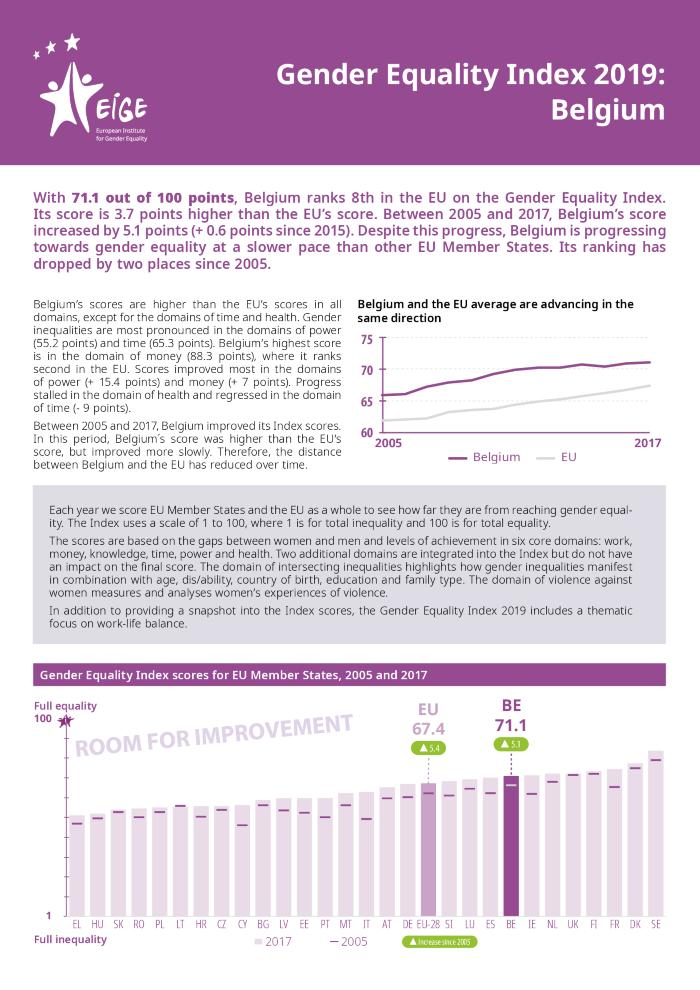 EIGE
European Institute
for Gender Equality
Gender Equality Index 2019:
Belgium
With 71.1 out of 100 points, Belgium ranks 8th in the EU on the Gender Equality Index.
Its score is 3.7 points higher than the EU’s score. Between 2005 and 2017, Belgium’s score
increased by 5.1 points (+ 0.6 points since 2015). Despite this progress, Belgium is progressing
towards gender equality at a slower pace than other EU Member States. Its ranking has
dropped by two places since 2005.
Belgium’s scores are higher than the EU’s scores in all
domains, except for the domains of time and health. Gender
inequalities are most pronounced in the domains of power
(55.2 points) and time (65.3 points). Belgium’s highest score
is in the domain of money (88.3 points), where it ranks
second in the EU. Scores improved most in the domains
of power (+ 15.4 points) and money (+ 7 points). Progress
stalled in the domain of health and regressed in the domain
of time (- 9 points).
Between 2005 and 2017, Belgium improved its Index scores.
In this period, Belgium´s score was higher than the EU’s
score, but improved more slowly. Therefore, the distance
between Belgium and the EU has reduced over time.
Belgium and the EU average are advancing in the
same direction
75
70
65
60
2005 2017
Belgium EU
Each year we score EU Member States and the EU as a whole to see how far they are from reaching gender equal-
ity. The Index uses a scale of 1 to 100, where 1 is for total inequality and 100 is for total equality.
The scores are based on the gaps between women and men and levels of achievement in six core domains: work,
money, knowledge, time, power and health. Two additional domains are integrated into the Index but do not have
an impact on the final score. The domain of intersecting inequalities highlights how gender inequalities manifest
in combination with age, dis/ability, country of birth, education and family type. The domain of violence against
women measures and analyses women’s experiences of violence.
In addition to providing a snapshot into the Index scores, the Gender Equality Index 2019 includes a thematic
focus on work-life balance.
Gender Equality Index scores for EU Member States, 2005 and 2017
Full equality
100
ROOM FOR IMPROVEMENT
EU
67.4
▲ 5.4
BE
71.1
▲ 5.1
1
EL HU SK RO PL LT HR CZ CY BG LV EE PT MT IT AT DE EU-28 SI LU ES BE IE NL UK FI FR DK SE
Full inequality
2017 2005 ▲ Increase since 2005